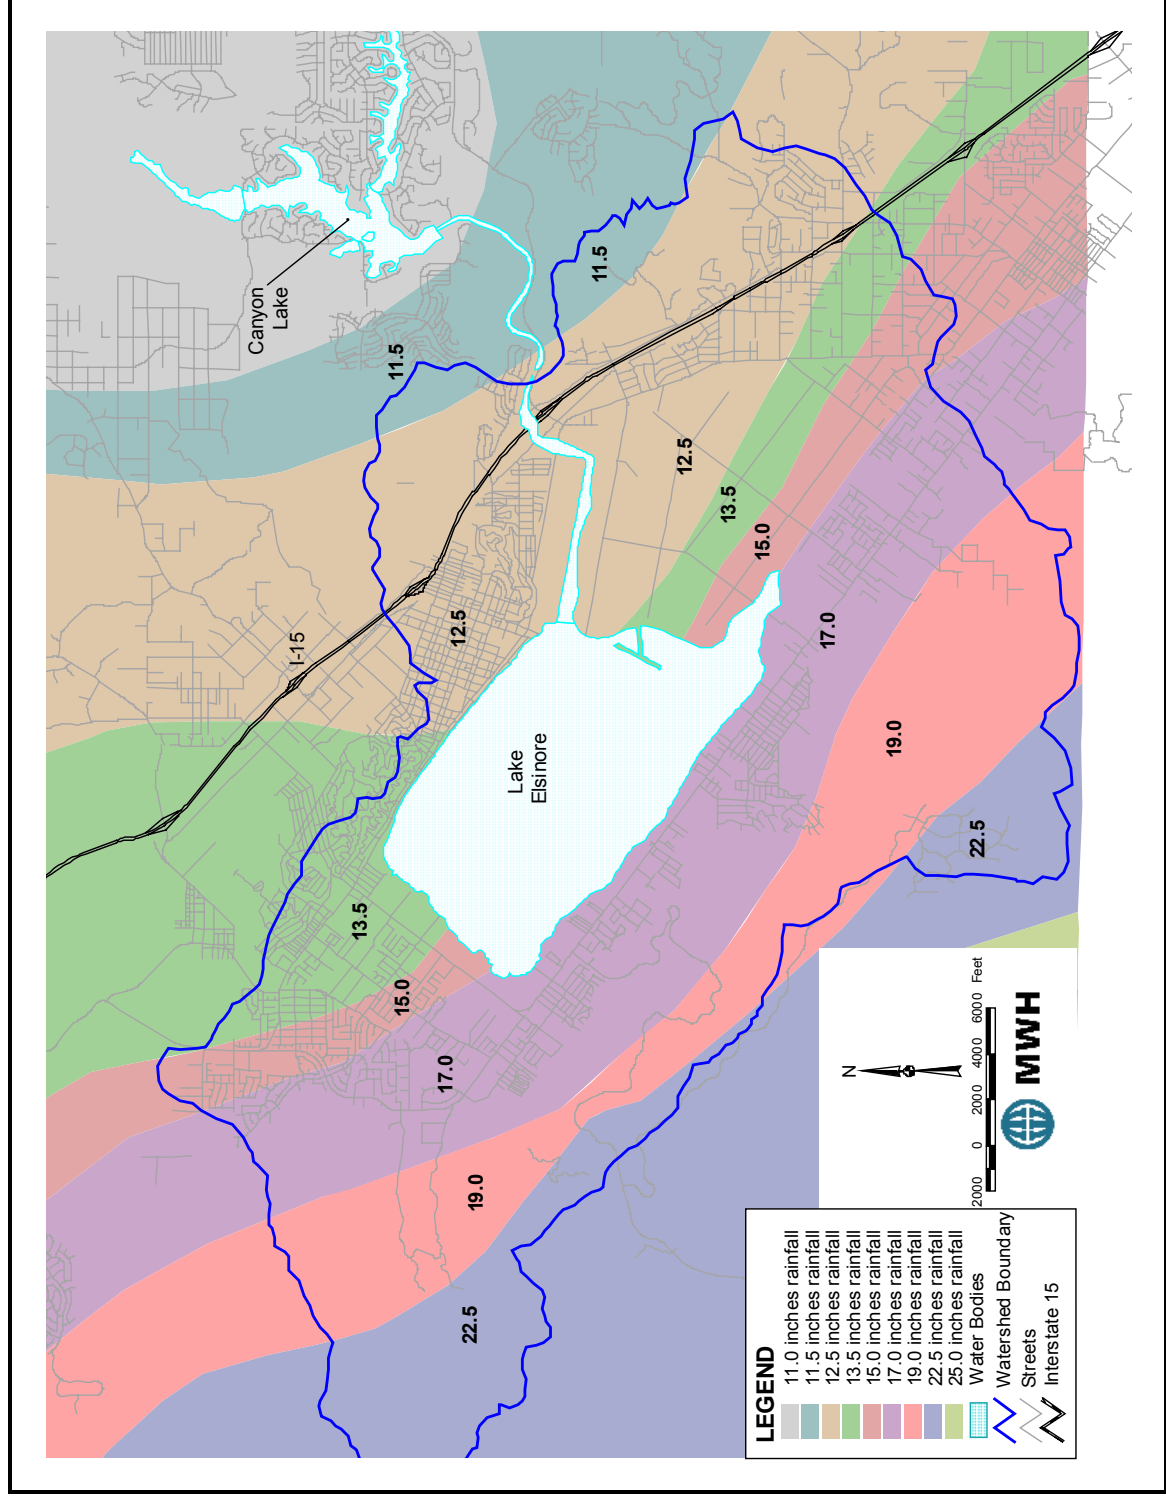 Canyon
Lake
11.5
11.5
I-15
12.5
12.5
13.5
15.0
Lake
Elsinore
17.0
19.0
22.5
13.5
15.0
17.0
19.0
22.5
N
2000 0 2000 4000 6000 Feet
MWH
LEGEND
11.0 inches rainfall
11.5 inches rainfall
12.5 inches rainfall
13.5 inches rainfall
15.0 inches rainfall
17.0 inches rainfall
19.0 inches rainfall
22.5 inches rainfall
25.0 inches rainfall
Water Bodies
Watershed Boundary
Streets
Interstate 15